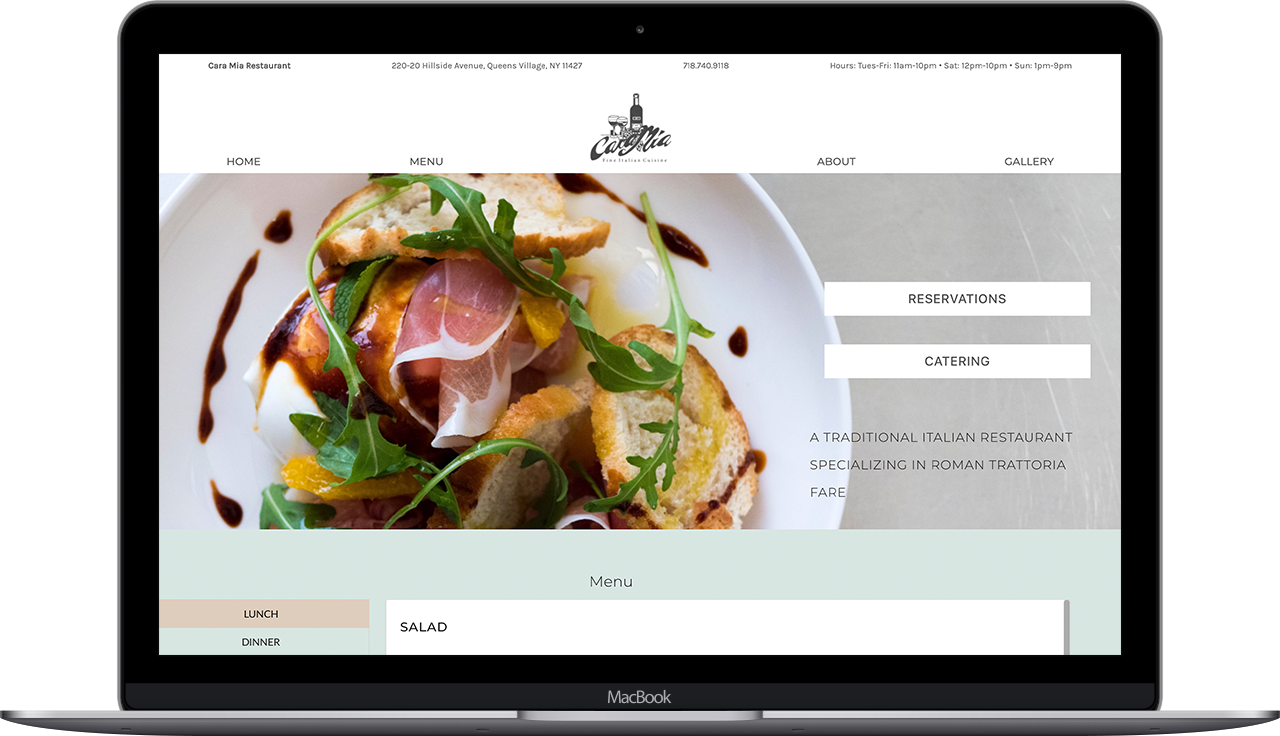 Cara Mia Restaurant
220-20 Hillside Avenue, Queens Village, NY 11427
718.740.9118
Hours: Tues-Fri: 11am-10pm • Sat: 12pm-10pm • Sun: 1pm-9pm
Cara Mia
Fine Italian Cuisine
HOME
MENU
ABOUT
GALLERY
RESERVATIONS
CATERING
A TRADITIONAL ITALIAN RESTAURANT
SPECIALIZING IN ROMAN TRATTORIA
FARE
Menu
LUNCH
DINNER
SALAD
MacBook